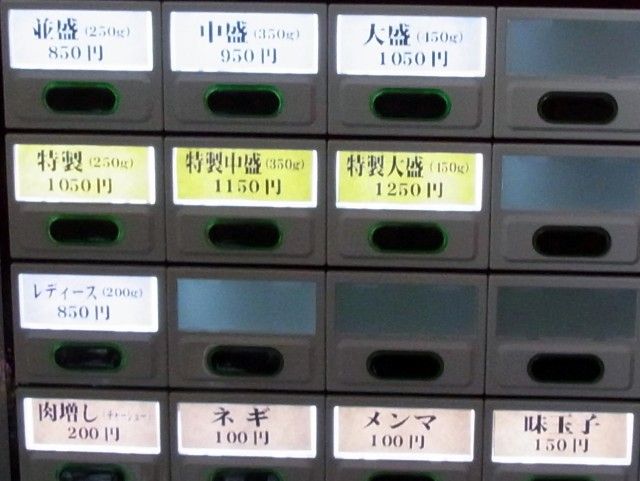 並盛 (250g)
850円
中盛 (350g)
950円
大盛 (450g)
1050円
特製 (250g)
1050円
特製中盛 (350g)
1150円
特製大盛 (450g)
1250円
レディース (200g)
850円
肉増し (チャーシュー)
200円
ネギ
100円
メンマ
100円
味玉子
150円